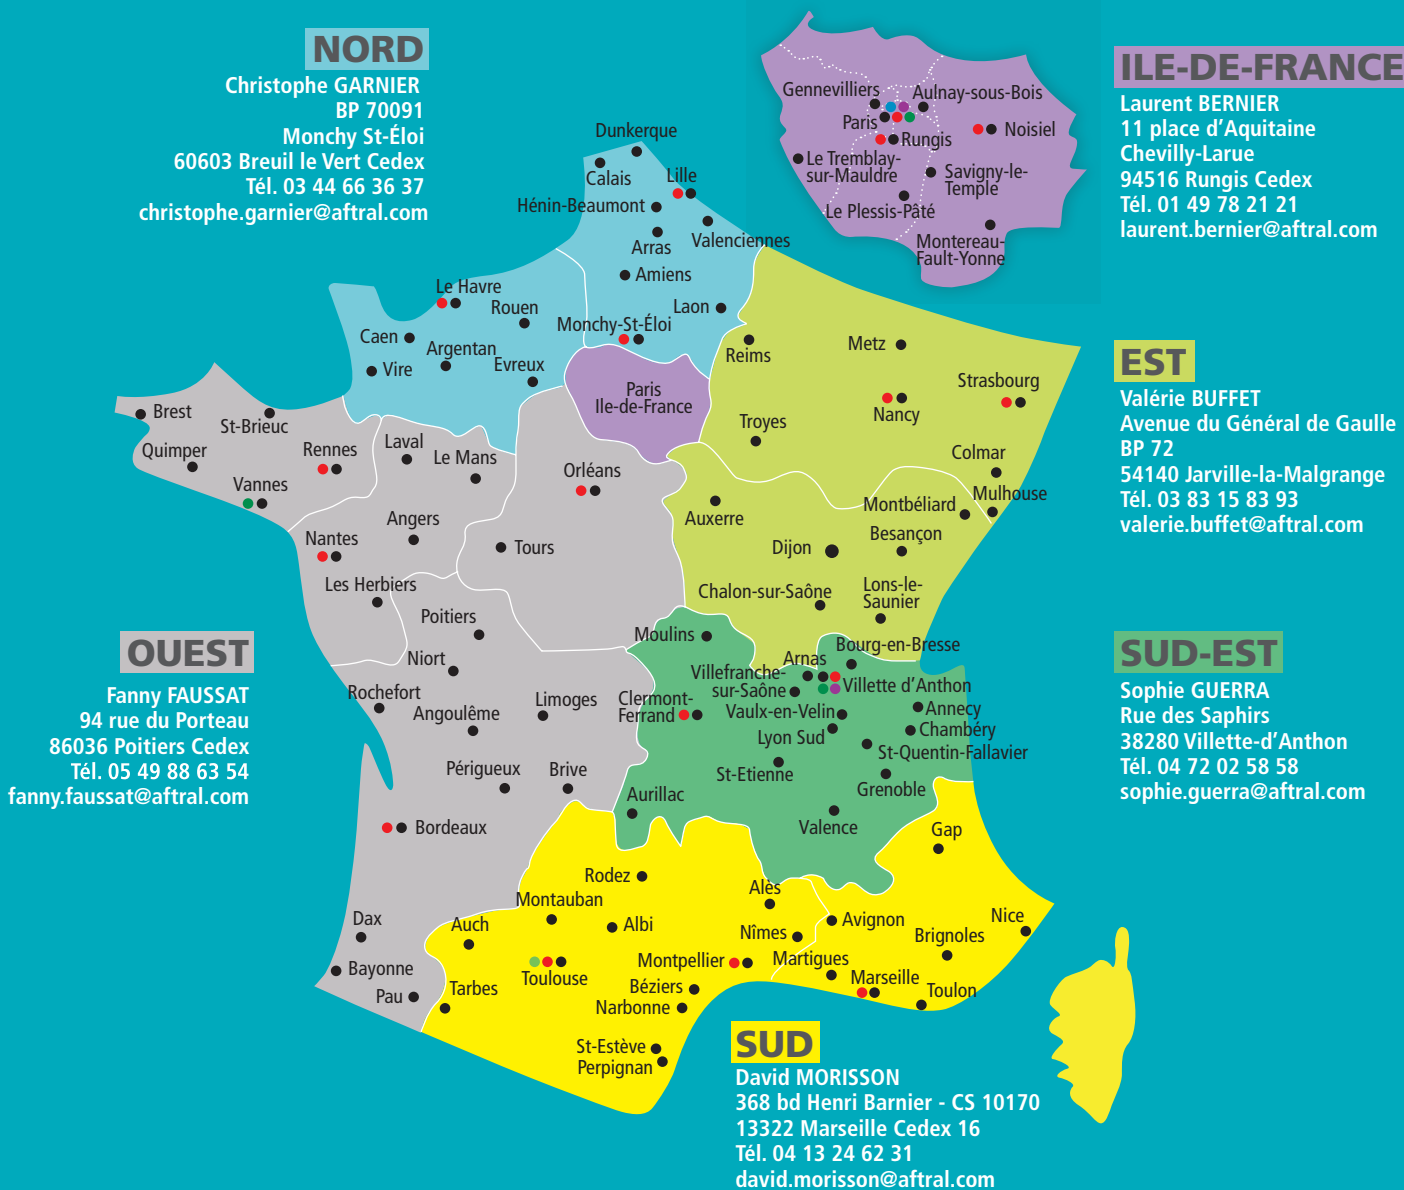 NORD
Christophe GARNIER
BP 70091
Monchy St-Éloi
60603 Breuil le Vert Cedex
Tél. 03 44 66 36 37
christophe.garnier@aftral.com
ILE-DE-FRANCE
Laurent BERNIER
11 place d'Aquitaine
Chevilly-Larue
94516 Rungis Cedex
Tél. 01 49 78 21 21
laurent.bernier@aftral.com
Gennevilliers
Aulnay-sous-Bois
Paris
Rungis
Noisiel
Le Tremblay-
sur-Mauldre
Savigny-le-
Temple
Le Plessis-Pâté
Montereau-
Fault-Yonne
Dunkerque
Calais
Lille
Hénin-Beaumont
Arras
Valenciennes
Amiens
Le Havre
Rouen
Laon
Caen
Monchy-St-Éloi
Argentan
Vire
Evreux
Paris
Ile-de-France
EST
Valérie BUFFET
Avenue du Général de Gaulle
BP 72
54140 Jarville-la-Malgrange
Tél. 03 83 15 83 93
valerie.buffet@aftral.com
Reims
Metz
Strasbourg
Nancy
Troyes
Colmar
Mulhouse
Montbéliard
Auxerre
Besançon
Dijon
Chalon-sur-Saône
Lons-le-
Saunier
Brest
St-Brieuc
Quimper
Rennes
Vannes
Laval
Le Mans
Orléans
Angers
Nantes
Tours
Les Herbiers
Poitiers
Niort
Rochefort
Angoulême
Limoges
Périgueux
Brive
Bordeaux
Dax
Bayonne
Pau
OUEST
Fanny FAUSSAT
94 rue du Porteau
86036 Poitiers Cedex
Tél. 05 49 88 63 54
fanny.faussat@aftral.com
SUD-EST
Sophie GUERRA
Rue des Saphirs
38280 Villette-d'Anthon
Tél. 04 72 02 58 58
sophie.guerra@aftral.com
Moulins
Bourg-en-Bresse
Arnas
Villefranche-
sur-Saône
Villette d'Anthon
Clermont-
Ferrand
Vaulx-en-Velin
Annecy
Chambéry
Lyon Sud
St-Quentin-Fallavier
St-Etienne
Grenoble
Aurillac
Valence
Gap
Rodez
Montauban
Alès
Auch
Albi
Avignon
Nice
Nîmes
Brignoles
Toulouse
Montpellier
Martigues
Marseille
Tarbes
Béziers
Toulon
Narbonne
St-Estève
Perpignan
SUD
David MORISSON
368 bd Henri Barnier - CS 10170
13322 Marseille Cedex 16
Tél. 04 13 24 62 31
david.morisson@aftral.com